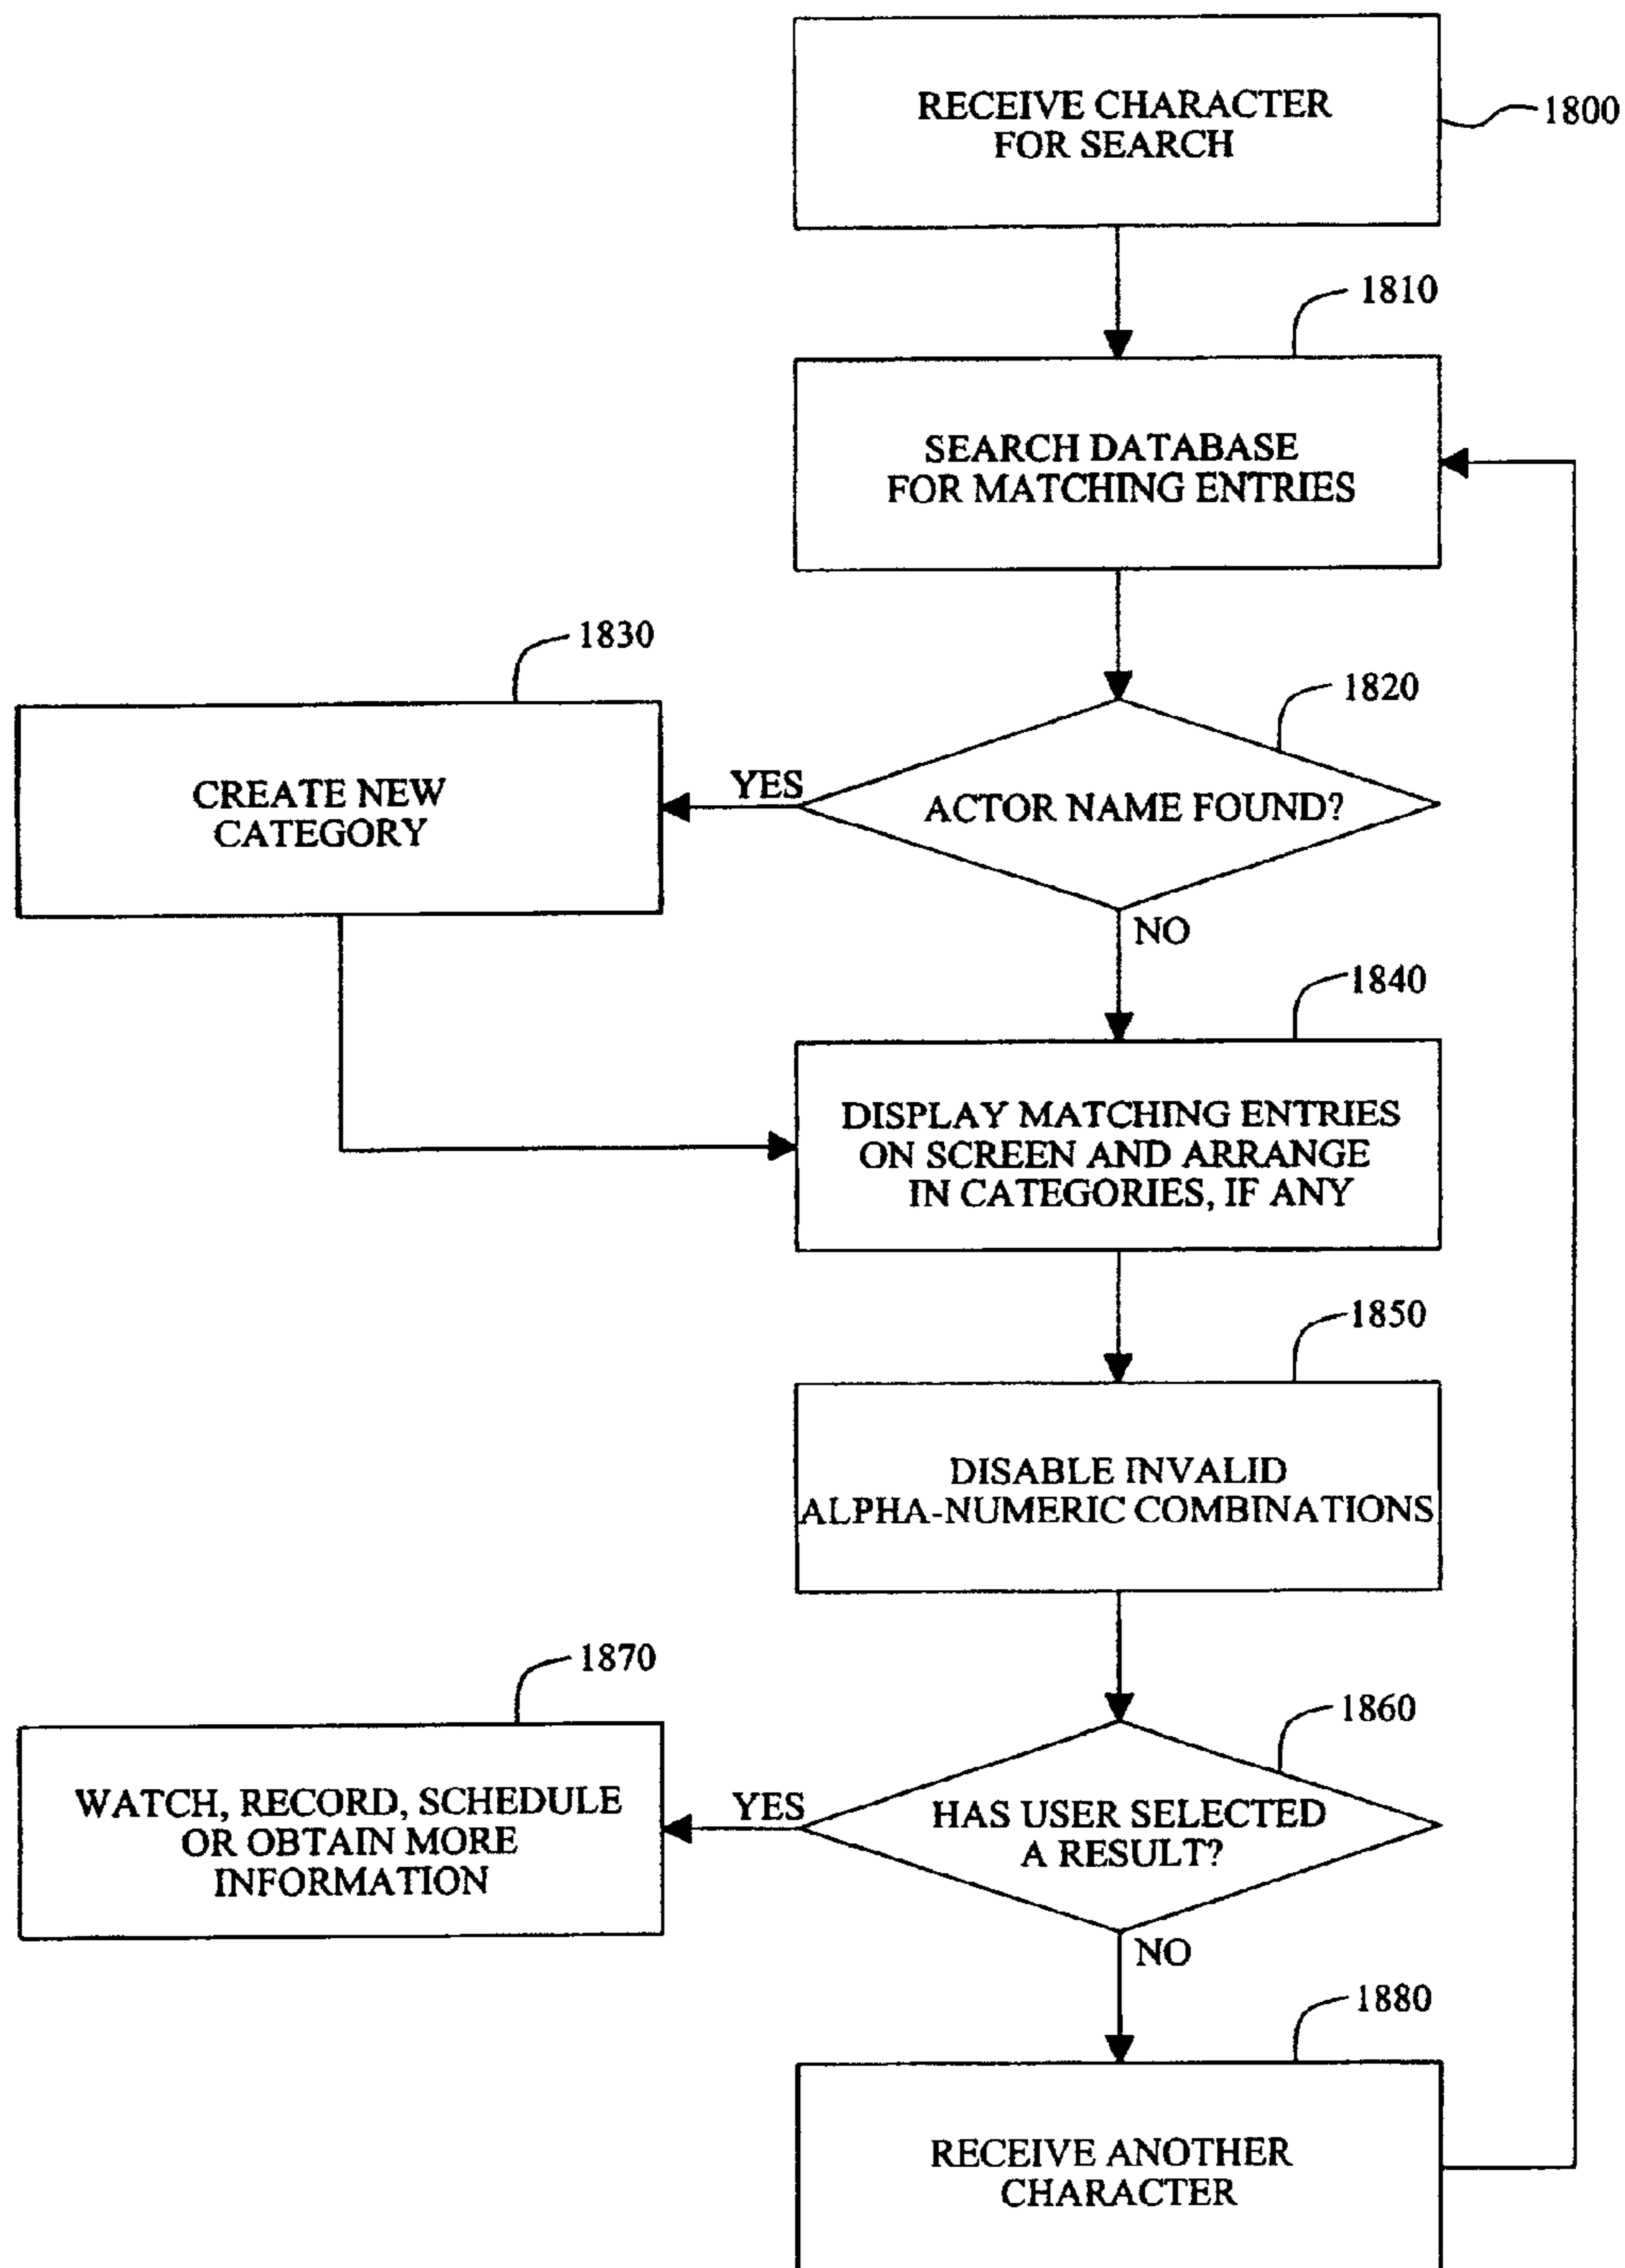 RECEIVE CHARACTER
FOR SEARCH
1800
1810
SEARCH DATABASE
FOR MATCHING ENTRIES
1830
1820
CREATE NEW
CATEGORY
YES
ACTOR NAME FOUND?
NO
1840
DISPLAY MATCHING ENTRIES
ON SCREEN AND ARRANGE
IN CATEGORIES, IF ANY
1850
DISABLE INVALID
ALPHA-NUMERIC COMBINATIONS
1870
1860
WATCH, RECORD, SCHEDULE
OR OBTAIN MORE
INFORMATION
YES
HAS USER SELECTED
A RESULT?
NO
1880
RECEIVE ANOTHER
CHARACTER